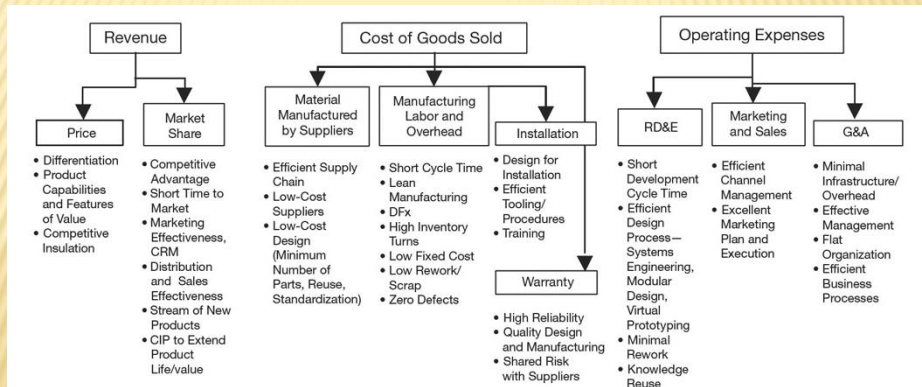 Revenue
Price
• Differentiation
• Product
Capabilities
and Features
of Value
• Competitive
Insulation
Market
Share
• Competitive
Advantage
• Short Time to
Market
• Marketing
Effectiveness,
CRM
• Distribution
and Sales
Effectiveness
• Stream of New
Products
• CIP to Extend
Product
Life/value
Cost of Goods Sold
Material
Manufactured
by Suppliers
• Efficient Supply
Chain
• Low-Cost
Suppliers
• Low-Cost
Design
(Minimum
Number of
Parts, Reuse,
Standardization)
Manufacturing
Labor and
Overhead
• Short Cycle Time
• Lean
Manufacturing
• DFx
• High Inventory
Turns
• Low Fixed Cost
• Low Rework/
Scrap
• Zero Defects
Installation
• Design for
Installation
• Efficient
Tooling/
Procedures
• Training
Warranty
• High Reliability
• Quality Design
and Manufacturing
• Shared Risk
with Suppliers
Operating Expenses
RD&E
• Short
Development
Cycle Time
• Efficient
Design
Process—
Systems
Engineering,
Modular
Design,
Virtual
Prototyping
• Minimal
Rework
• Knowledge
Reuse
Marketing
and Sales
• Efficient
Channel
Management
• Excellent
Marketing
Plan and
Execution
G&A
• Minimal
Infrastructure/
Overhead
• Effective
Management
• Flat
Organization
• Efficient
Business
Processes